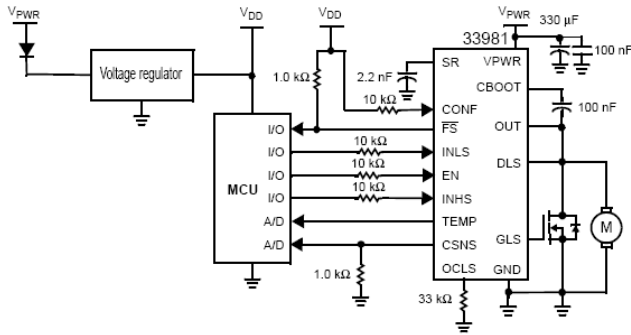 VPWR
VDD
VDD
VPWR
330 µF
33981
100 nF
Voltage regulator
1.0 kΩ
2.2 nF
SR
VPWR
CBOOT
10 kΩ
CONF
100 nF
I/O
FS
OUT
10 kΩ
I/O
INLS
10 kΩ
DLS
I/O
EN
MCU
10 kΩ
I/O
INHS
A/D
TEMP
M
A/D
CSNS
GLS
1.0 kΩ
OCLS
GND
33 kΩ